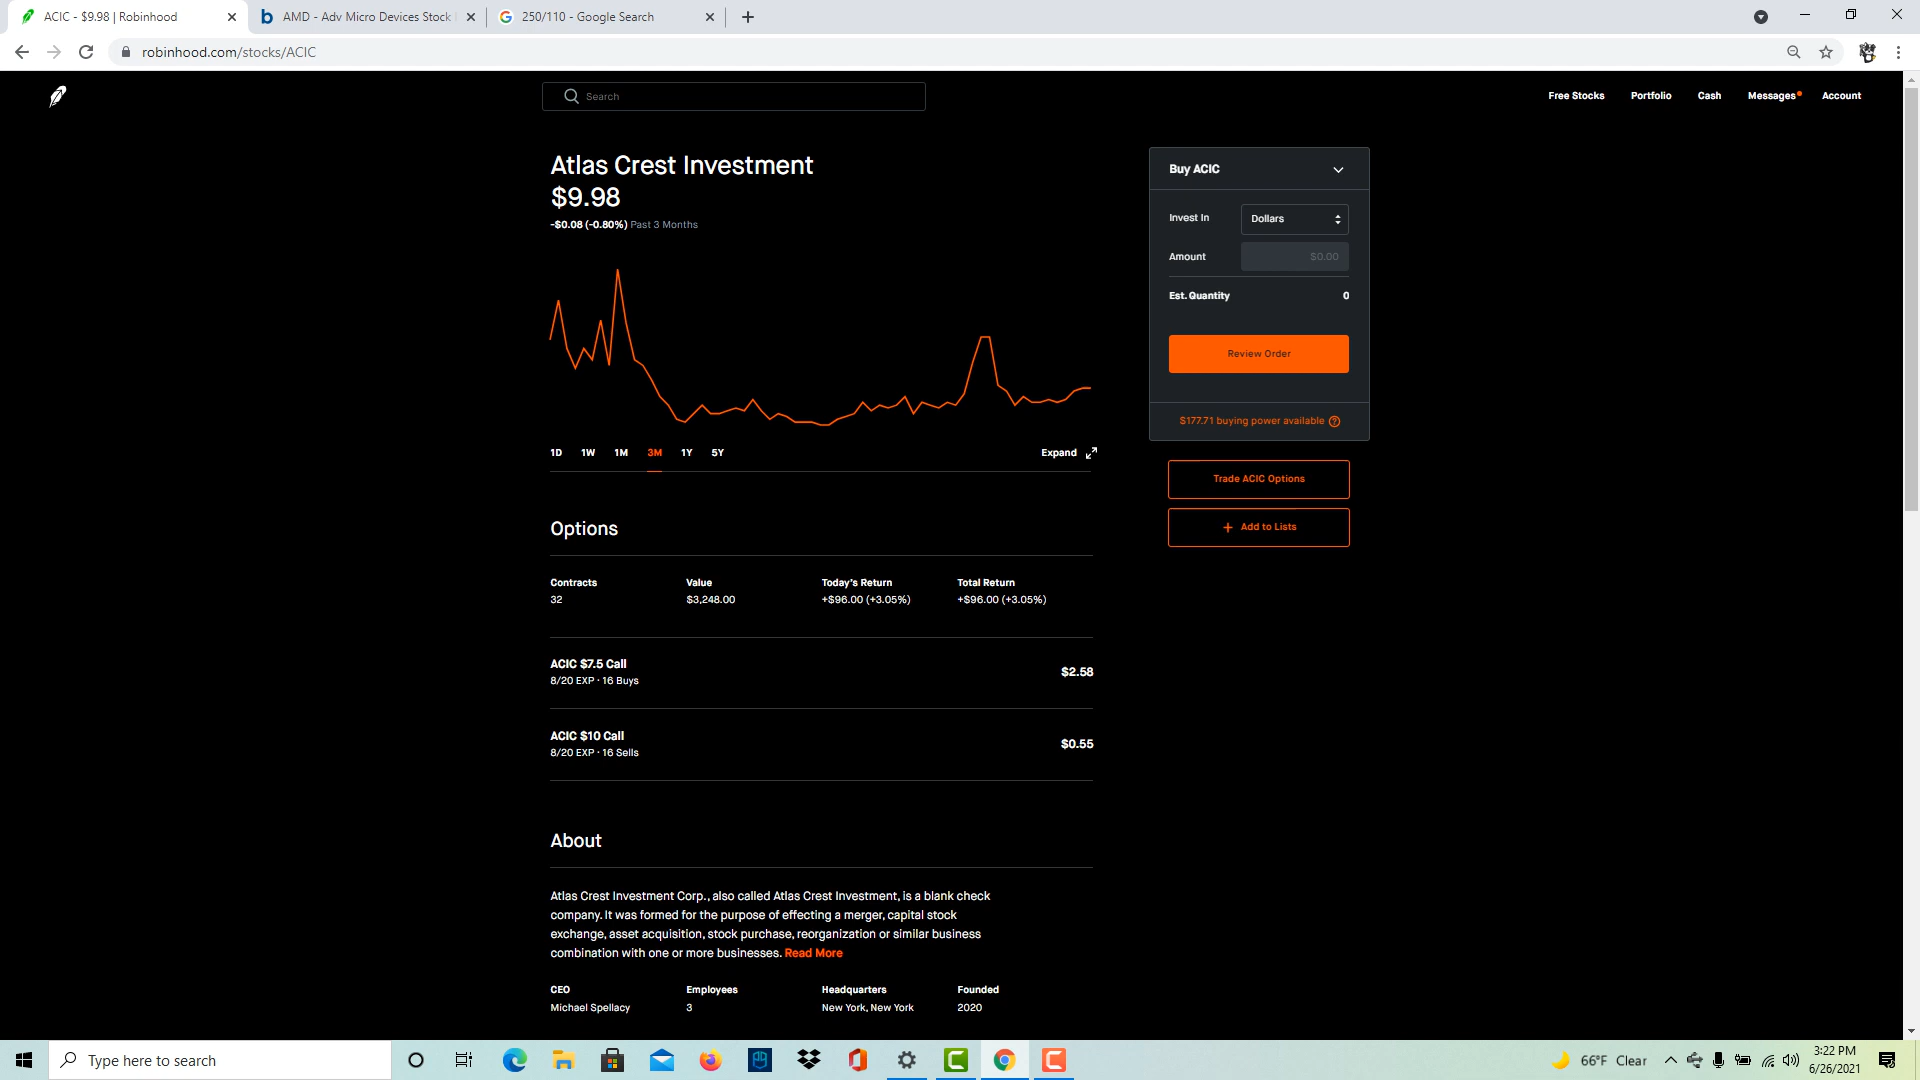 ACIC - $9.98 | Robinhood
AMD - Adv Micro Devices Stock
250/110 - Google Search
robinhood.com/stocks/ACIC
Search
Free Stocks
Portfolio
Cash
Messages
Account
Atlas Crest Investment
$9.98
-$0.08 (-0.80%) Past 3 Months
1D 1W 1M 3M 1Y 5Y
Expand
Buy ACIC
Invest In Dollars
Amount $0.00
Est. Quantity 0
Review Order
$177.71 buying power available
Trade ACIC Options
+ Add to Lists
Options
Contracts Value Today's Return Total Return
32 $3,248.00 +$96.00 (+3.05%) +$96.00 (+3.05%)
ACIC $7.5 Call
8/20 EXP · 16 Buys
$2.58
ACIC $10 Call
8/20 EXP · 16 Sells
$0.55
About
Atlas Crest Investment Corp., also called Atlas Crest Investment, is a blank check
company. It was formed for the purpose of effecting a merger, capital stock
exchange, asset acquisition, stock purchase, reorganization or similar business
combination with one or more businesses. Read More
CEO Employees Headquarters Founded
Michael Spellacy 3 New York, New York 2020
Type here to search
66°F Clear
3:22 PM
6/26/2021